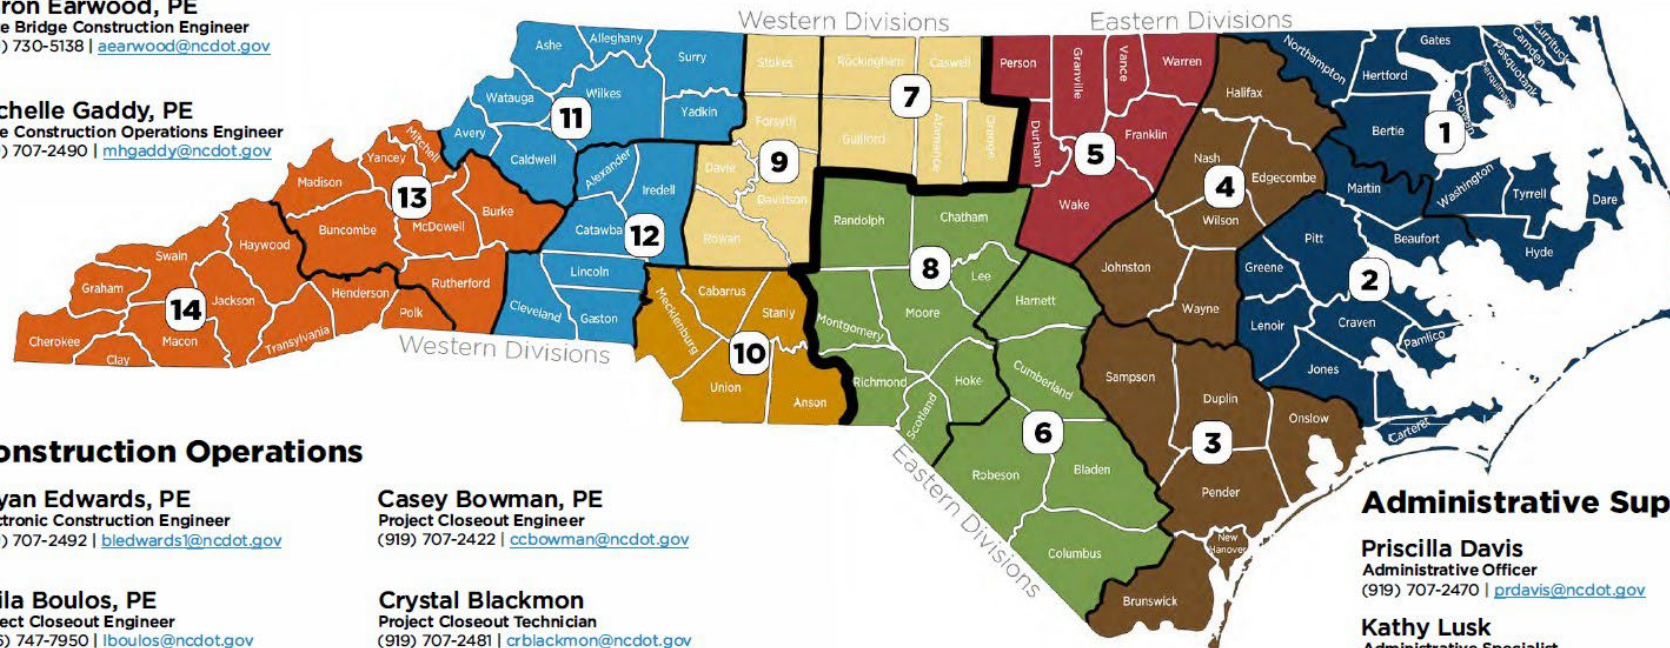 ron Earwood, PE
e Bridge Construction Engineer
) 730-5138 | aearwood@ncdot.gov
chelle Gaddy, PE
e Construction Operations Engineer
) 707-2490 | mhgaddy@ncdot.gov
Western Divisions
Eastern Divisions
Ashe
Alleghany
Surry
Stokes
Rockingham
Caswell
Person
Granville
Vance
Warren
Northampton
Gates
Hertford
Currituck
Camden
Pasquotank
Perquimans
Chowan
Watauga
Wilkes
Yadkin
11
7
Halifax
Avery
Caldwell
Forsyth
Guilford
Alamance
Orange
Durham
Franklin
5
Bertie
1
Mitchell
Yancey
Madison
13
Alexander
Iredell
Davie
9
Davidson
Nash
Edgecombe
4
Wilson
Martin
Washington
Tyrrell
Dare
Buncombe
McDowell
Burke
Catawba
12
Rowan
Randolph
Chatham
Wake
Pitt
Beaufort
Hyde
Haywood
Swain
Graham
14
Jackson
Macon
Cherokee
Clay
Transylvania
Henderson
Polk
Rutherford
Cleveland
Lincoln
Gaston
Mecklenburg
Cabarrus
Stanly
10
Union
Anson
8
Lee
Moore
Montgomery
Richmond
Hoke
Scotland
Harnett
Cumberland
6
Robeson
Bladen
Columbus
Johnston
Wayne
Greene
2
Lenoir
Craven
Pamlico
Jones
Carteret
Sampson
Duplin
Onslow
3
Pender
New
Hanover
Brunswick
Western Divisions
Eastern Divisions
onstruction Operations
yan Edwards, PE
ctronic Construction Engineer
) 707-2492 | bledwards1@ncdot.gov
Casey Bowman, PE
Project Closeout Engineer
(919) 707-2422 | ccbowman@ncdot.gov
ila Boulos, PE
ect Closeout Engineer
6) 747-7950 | lboulos@ncdot.gov
Crystal Blackmon
Project Closeout Technician
(919) 707-2481 | crblackmon@ncdot.gov
Administrative Sup
Priscilla Davis
Administrative Officer
(919) 707-2470 | prdavis@ncdot.gov
Kathy Lusk
Administrative Specialist